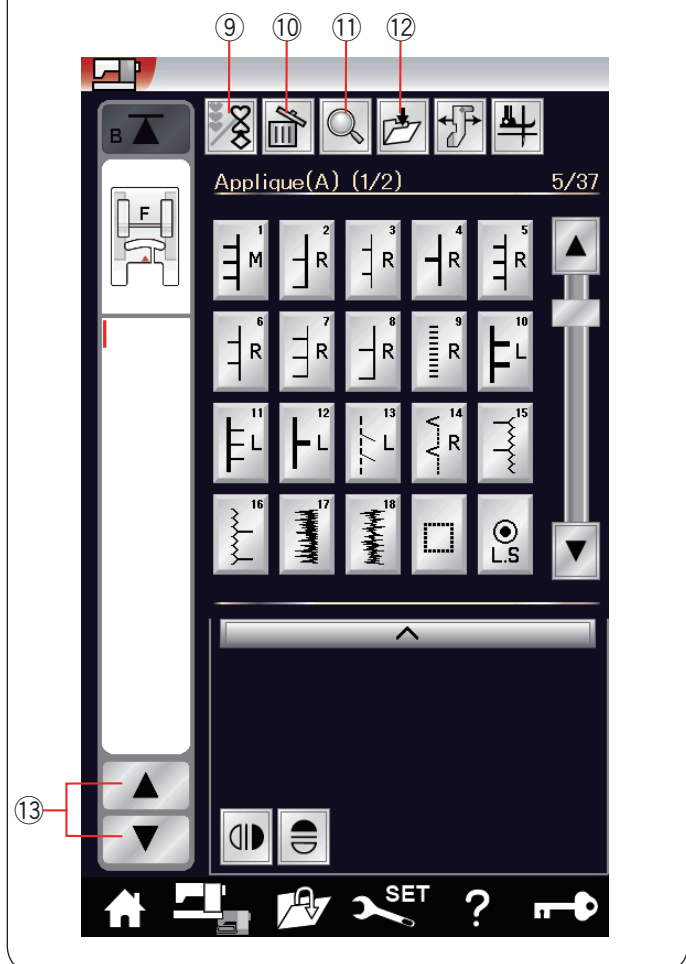 ⑨ ⑩ ⑪ ⑫
B
Applique(A) (1/2) 5/37
F
1 M 2 R 3 R 4 R 5 R
6 R 7 R 8 R 9 R 10 L
11 L 12 L 13 L 14 R 15
16 17 18 L.S
⑬
SET ?